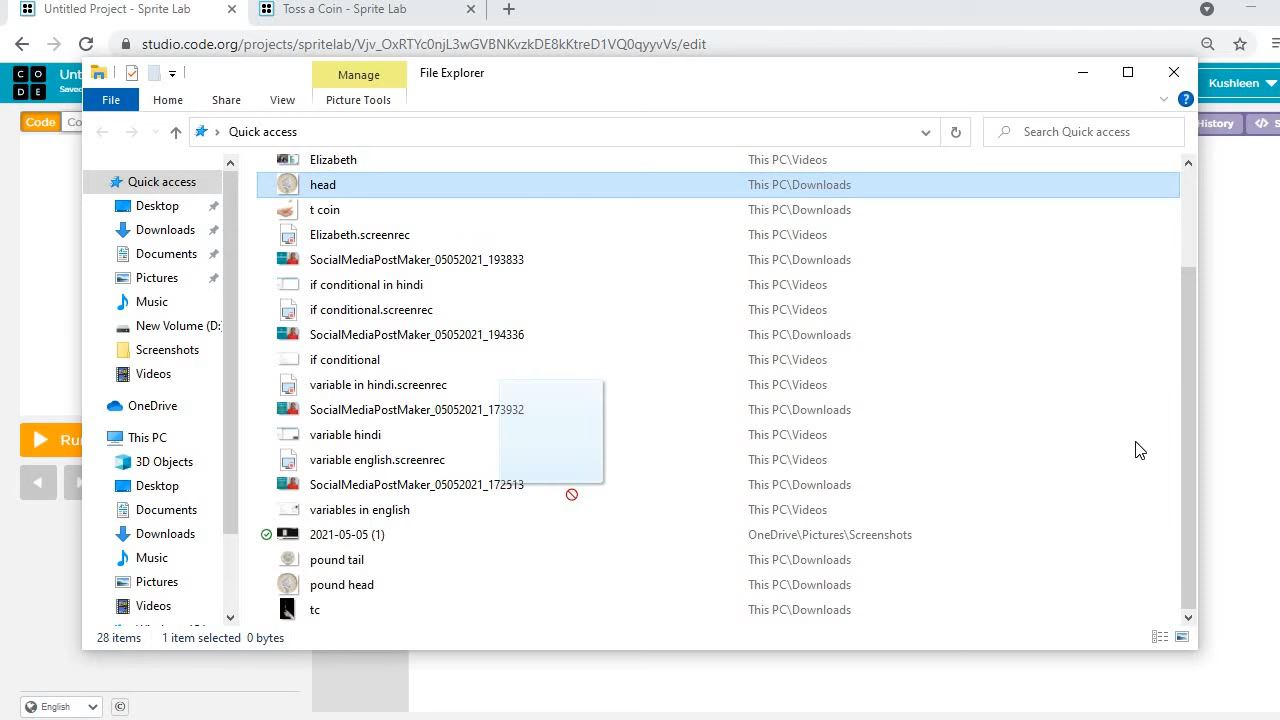 Untitled Project - Sprite Lab
Toss a Coin - Sprite Lab
studio.code.org/projects/spritelab/Vjv_OxRTYc0njL3wGVBNKvzkDE8kKtreD1VQ0qyyvVs/edit
C O
D E
Unt
Saved
Manage
File Explorer
Kushleen
File
Home
Share
View
Picture Tools
Code
Co
Quick access
Search Quick access
History
S
Quick access
Desktop
Downloads
Documents
Pictures
Music
New Volume (D:
Screenshots
Videos
OneDrive
This PC
3D Objects
Desktop
Documents
Downloads
Music
Pictures
Videos
Elizabeth This PC\Videos
head This PC\Downloads
t coin This PC\Downloads
Elizabeth.screenrec This PC\Videos
SocialMediaPostMaker_05052021_193833 This PC\Downloads
if conditional in hindi This PC\Videos
if conditional.screenrec This PC\Videos
SocialMediaPostMaker_05052021_194336 This PC\Downloads
if conditional This PC\Videos
variable in hindi.screenrec This PC\Videos
SocialMediaPostMaker_05052021_173932 This PC\Downloads
variable hindi This PC\Videos
variable english.screenrec This PC\Videos
SocialMediaPostMaker_05052021_172513 This PC\Downloads
variables in english This PC\Videos
2021-05-05 (1) OneDrive\Pictures\Screenshots
pound tail This PC\Downloads
pound head This PC\Downloads
tc This PC\Downloads
Run
28 items 1 item selected 0 bytes
English
©